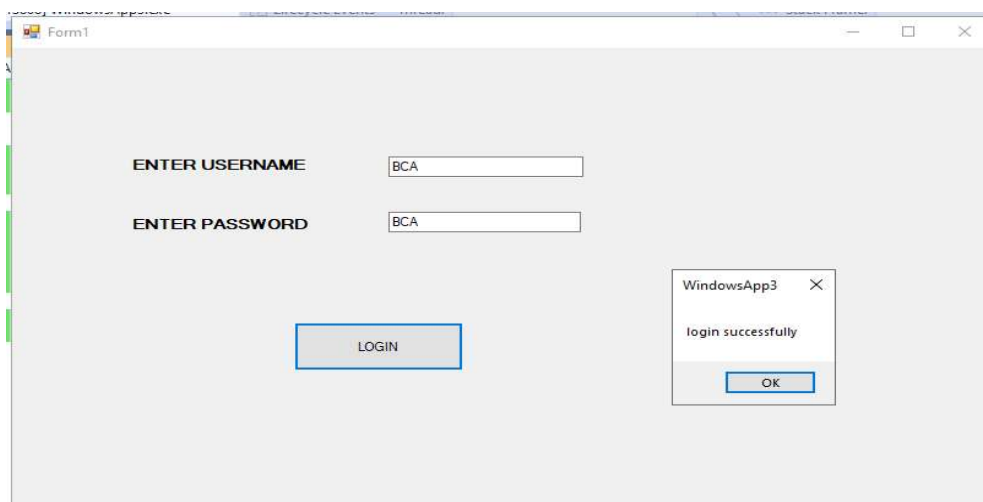 Form1
ENTER USERNAME BCA
ENTER PASSWORD BCA
WindowsApp3
login successfully
LOGIN
OK